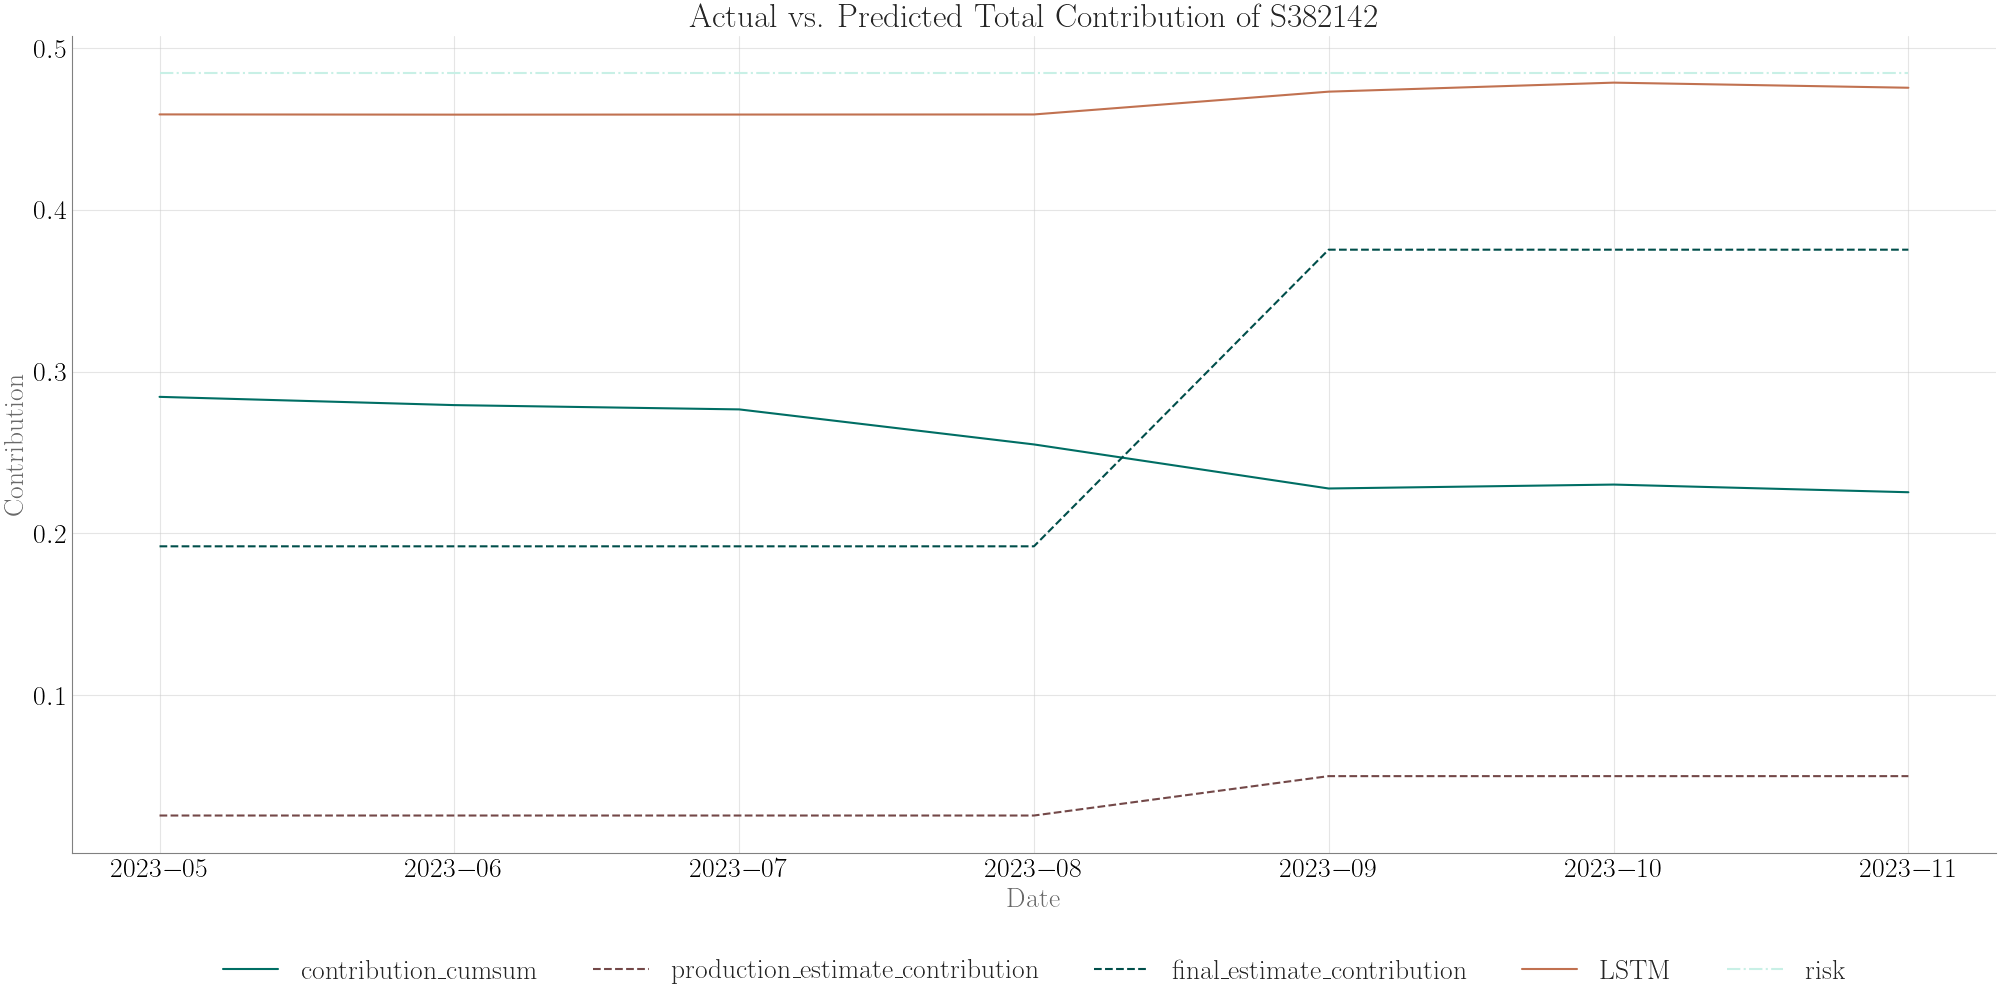 Actual vs. Predicted Total Contribution of S382142
0.5
0.4
0.3
0.2
0.1
Contribution
2023−05 2023−06 2023−07 2023−08 2023−09 2023−10 2023−11
Date
contribution_cumsum production_estimate_contribution final_estimate_contribution LSTM risk